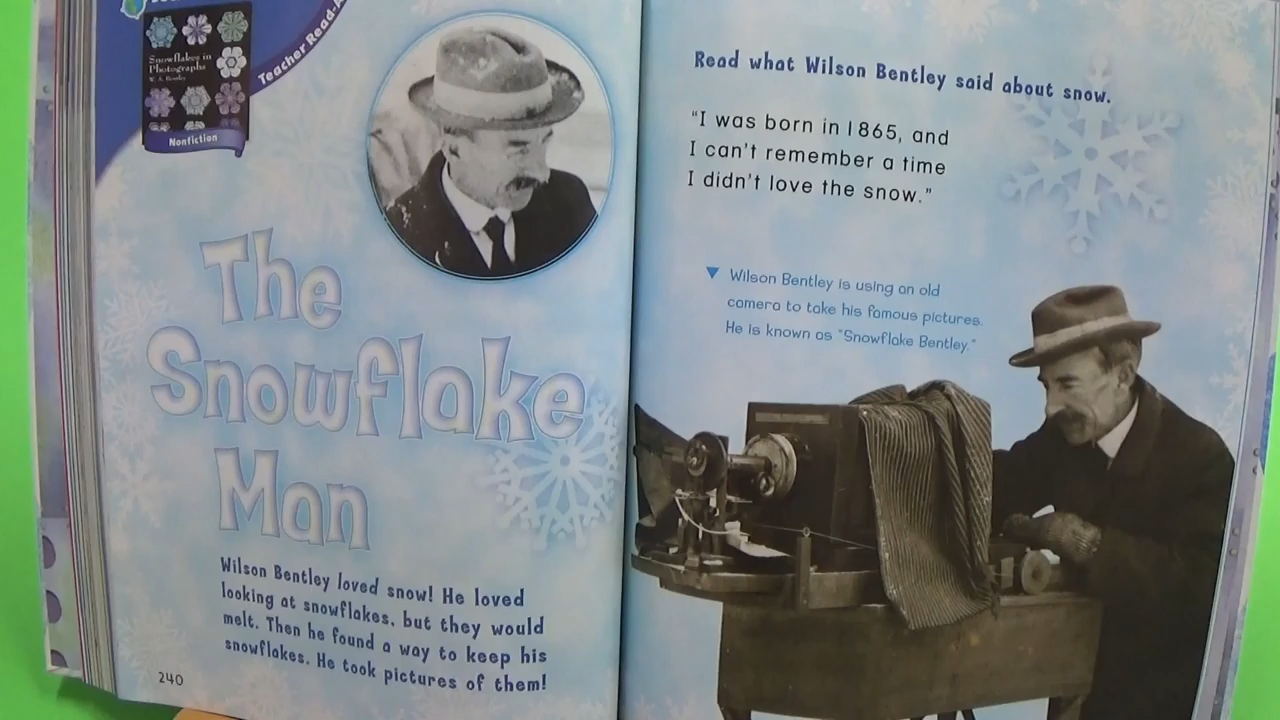 Snowflakes in
Photographs
W. A. Bentley
Nonfiction
Teacher
The
Snowflake
Man
Wilson Bentley loved snow! He loved
looking at snowflakes, but they would
melt. Then he found a way to keep his
snowflakes. He took pictures of them!
240
Read what Wilson Bentley said about snow.
"I was born in 1865, and
I can't remember a time
I didn't love the snow."
▼ Wilson Bentley is using an old
camera to take his famous pictures.
He is known as "Snowflake Bentley."